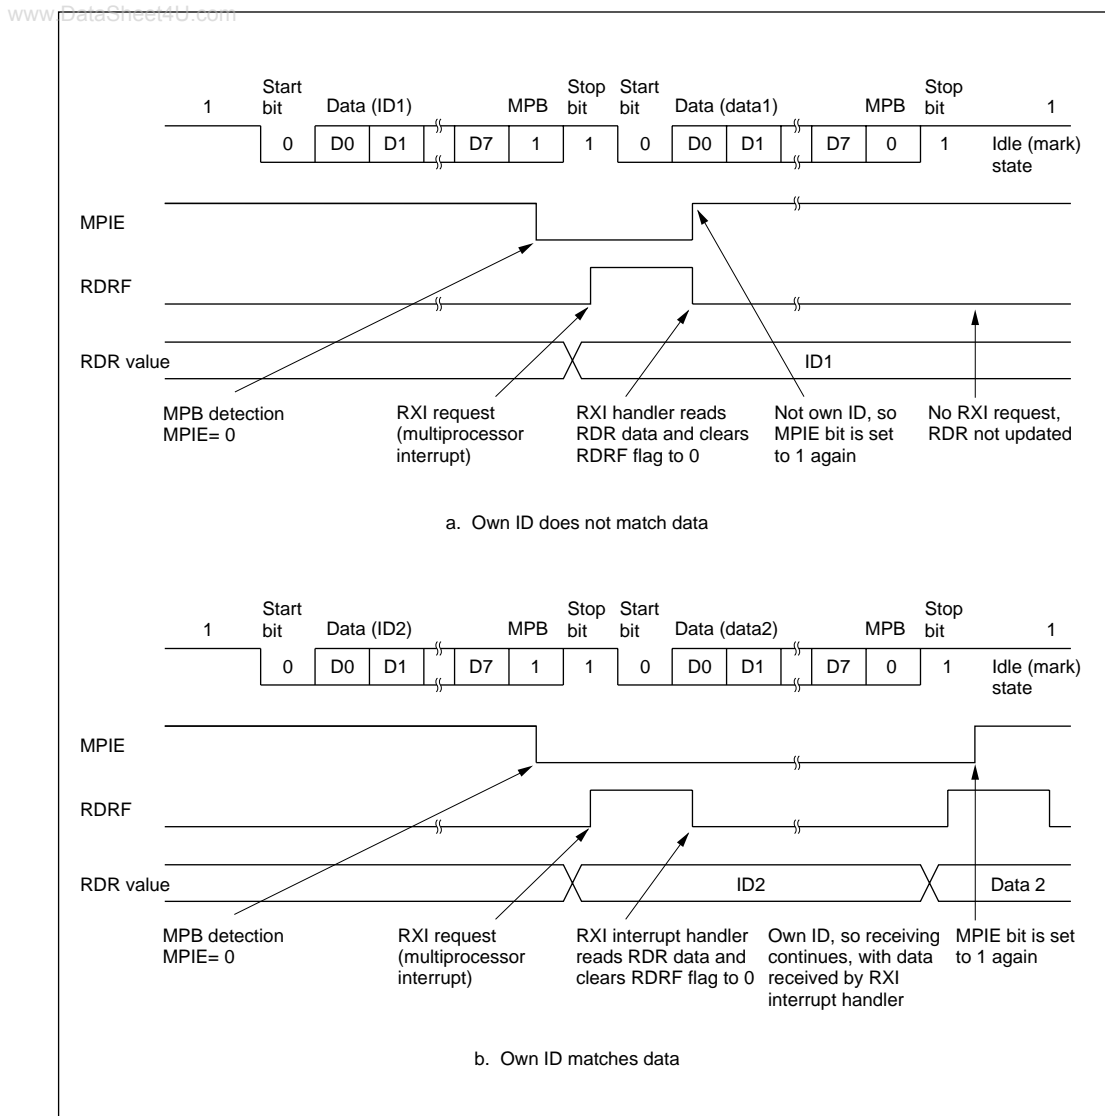 www.DataSheet4U.com
1 Start bit Data (ID1) MPB Stop bit Start bit Data (data1) MPB Stop bit 1
0 D0 D1 D7 1 1 0 D0 D1 D7 0 1 Idle (mark) state
MPIE
RDRF
RDR value ID1
MPB detection
MPIE= 0
RXI request
(multiprocessor
interrupt)
RXI handler reads
RDR data and clears
RDRF flag to 0
Not own ID, so
MPIE bit is set
to 1 again
No RXI request,
RDR not updated
a. Own ID does not match data
1 Start bit Data (ID2) MPB Stop bit Start bit Data (data2) MPB Stop bit 1
0 D0 D1 D7 1 1 0 D0 D1 D7 0 1 Idle (mark) state
MPIE
RDRF
RDR value ID2 Data 2
MPB detection
MPIE= 0
RXI request
(multiprocessor
interrupt)
RXI interrupt handler
reads RDR data and
clears RDRF flag to 0
Own ID, so receiving
continues, with data
received by RXI
interrupt handler
MPIE bit is set
to 1 again
b. Own ID matches data